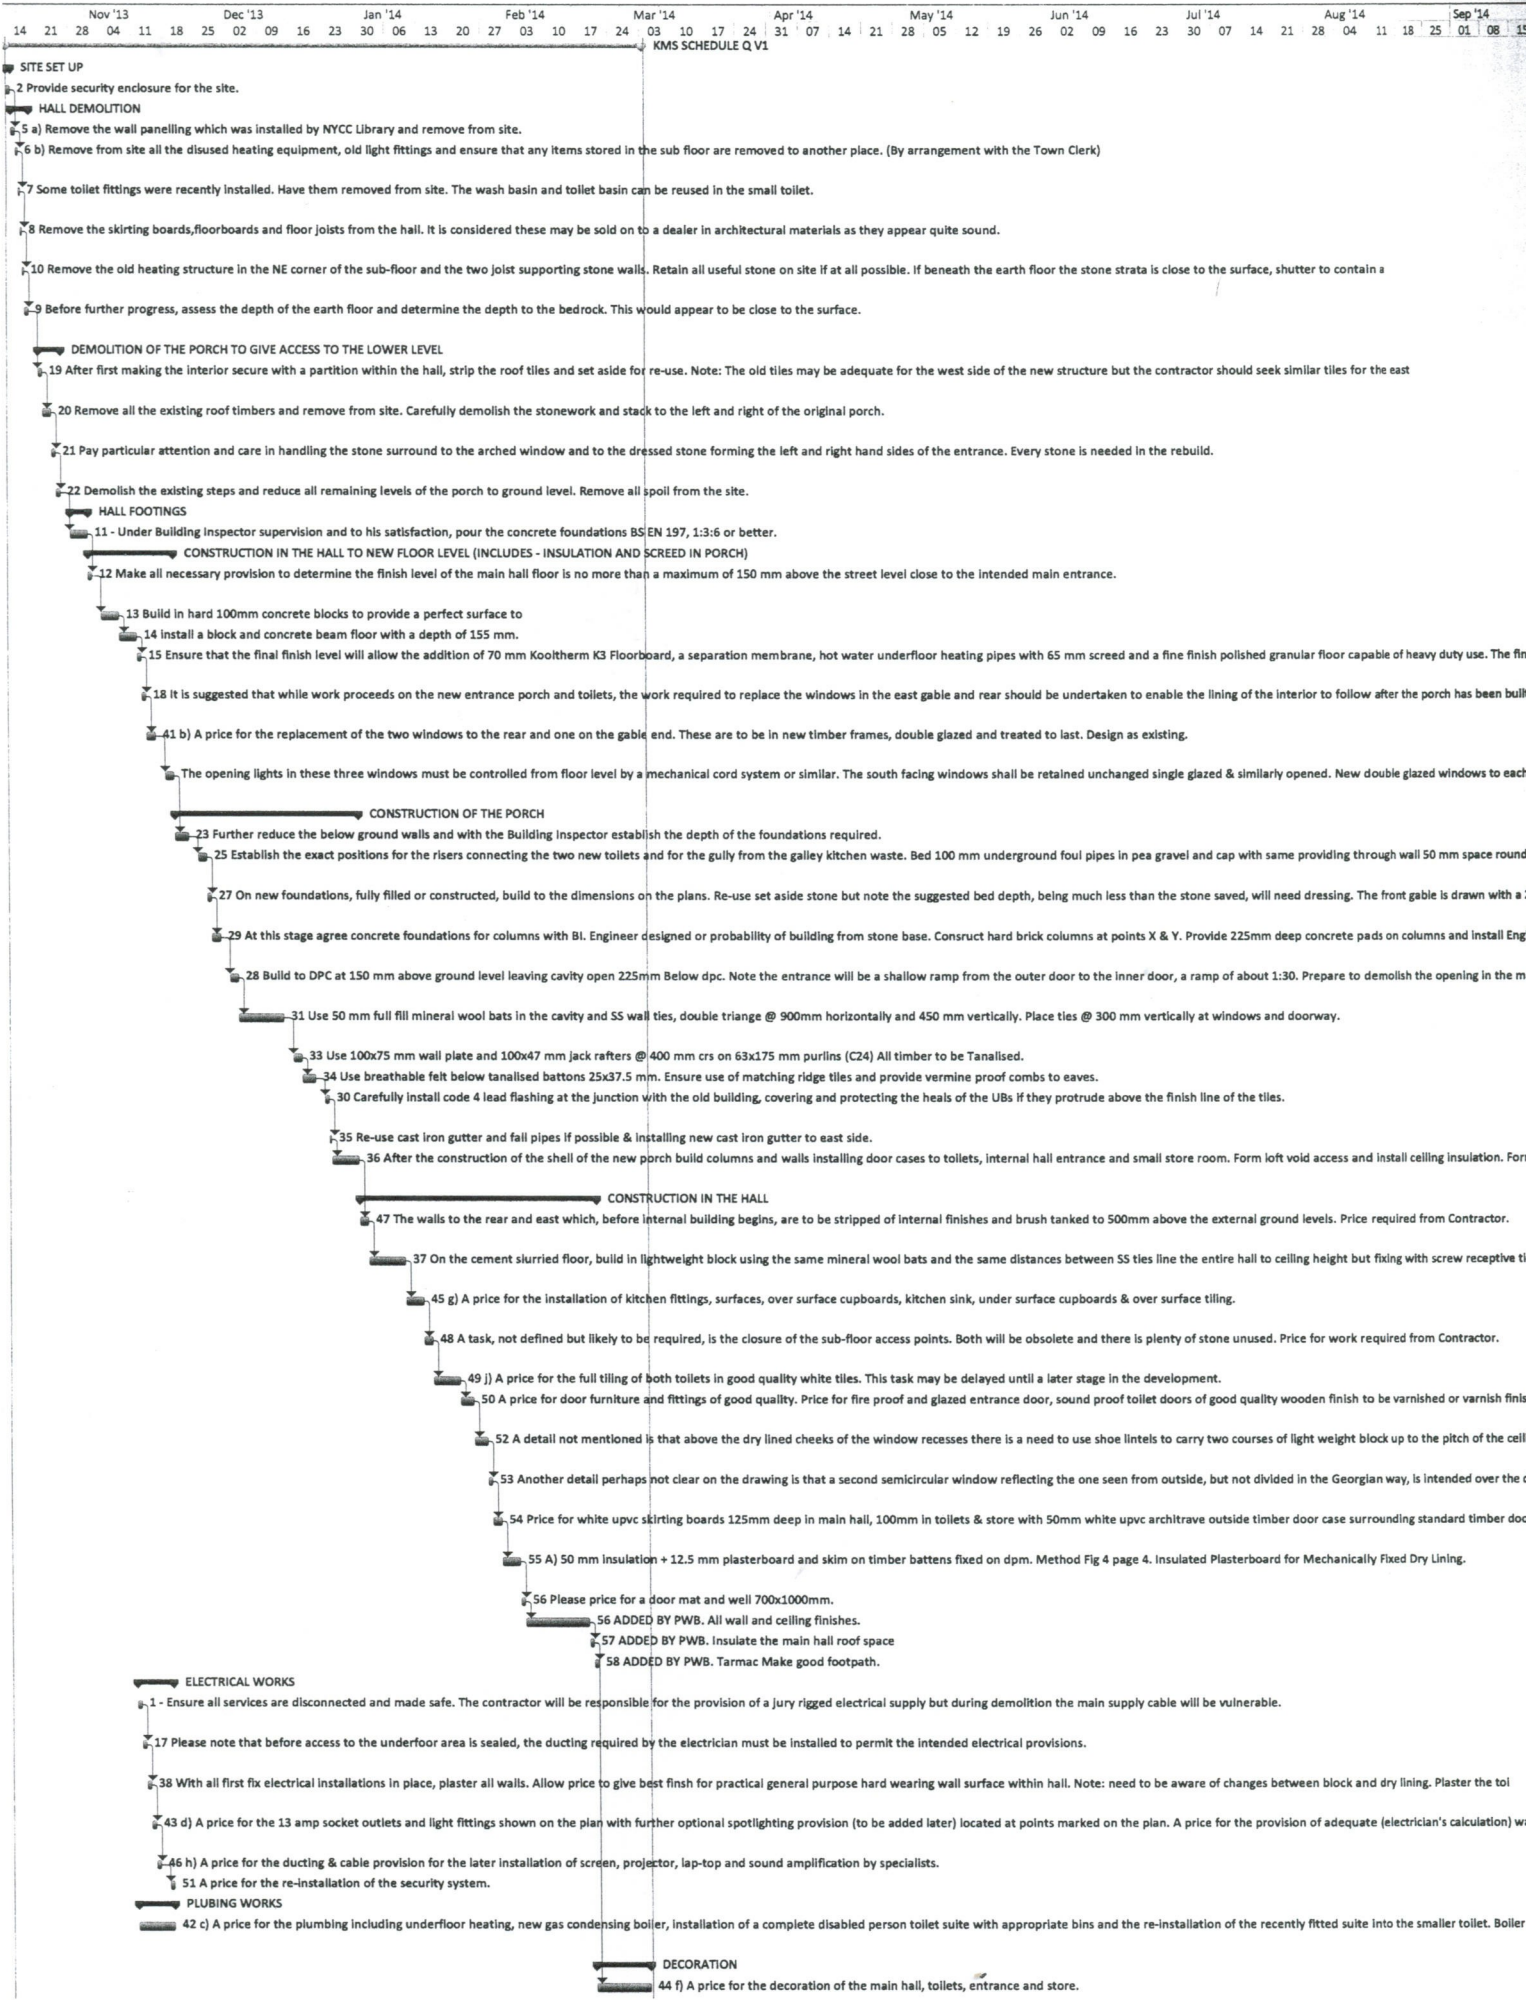 Nov '13 Dec '13 Jan '14 Feb '14 Mar '14 Apr '14 May '14 Jun '14 Jul '14 Aug '14 Sep '14
14 21 28 04 11 18 25 02 09 16 23 30 06 13 20 27 03 10 17 24 03 10 17 24 31 07 14 21 28 05 12 19 26 02 09 16 23 30 07 14 21 28 04 11 18 25 01 08 15
KMS SCHEDULE Q V1
SITE SET UP
2 Provide security enclosure for the site.
HALL DEMOLITION
5 a) Remove the wall panelling which was installed by NYCC Library and remove from site.
6 b) Remove from site all the disused heating equipment, old light fittings and ensure that any items stored in the sub floor are removed to another place. (By arrangement with the Town Clerk)
7 Some toilet fittings were recently installed. Have them removed from site. The wash basin and toilet basin can be reused in the small toilet.
8 Remove the skirting boards,floorboards and floor joists from the hall. It is considered these may be sold on to a dealer in architectural materials as they appear quite sound.
10 Remove the old heating structure in the NE corner of the sub-floor and the two joist supporting stone walls. Retain all useful stone on site if at all possible. If beneath the earth floor the stone strata is close to the surface, shutter to contain a
9 Before further progress, assess the depth of the earth floor and determine the depth to the bedrock. This would appear to be close to the surface.
DEMOLITION OF THE PORCH TO GIVE ACCESS TO THE LOWER LEVEL
19 After first making the interior secure with a partition within the hall, strip the roof tiles and set aside for re-use. Note: The old tiles may be adequate for the west side of the new structure but the contractor should seek similar tiles for the east
20 Remove all the existing roof timbers and remove from site. Carefully demolish the stonework and stack to the left and right of the original porch.
21 Pay particular attention and care in handling the stone surround to the arched window and to the dressed stone forming the left and right hand sides of the entrance. Every stone is needed in the rebuild.
22 Demolish the existing steps and reduce all remaining levels of the porch to ground level. Remove all spoil from the site.
HALL FOOTINGS
11 - Under Building Inspector supervision and to his satisfaction, pour the concrete foundations BS EN 197, 1:3:6 or better.
CONSTRUCTION IN THE HALL TO NEW FLOOR LEVEL (INCLUDES - INSULATION AND SCREED IN PORCH)
12 Make all necessary provision to determine the finish level of the main hall floor is no more than a maximum of 150 mm above the street level close to the intended main entrance.
13 Build in hard 100mm concrete blocks to provide a perfect surface to
14 install a block and concrete beam floor with a depth of 155 mm.
15 Ensure that the final finish level will allow the addition of 70 mm Kooltherm K3 Floorboard, a separation membrane, hot water underfloor heating pipes with 65 mm screed and a fine finish polished granular floor capable of heavy duty use. The fin
18 It is suggested that while work proceeds on the new entrance porch and toilets, the work required to replace the windows in the east gable and rear should be undertaken to enable the lining of the interior to follow after the porch has been built
41 b) A price for the replacement of the two windows to the rear and one on the gable end. These are to be in new timber frames, double glazed and treated to last. Design as existing.
The opening lights in these three windows must be controlled from floor level by a mechanical cord system or similar. The south facing windows shall be retained unchanged single glazed & similarly opened. New double glazed windows to each
CONSTRUCTION OF THE PORCH
23 Further reduce the below ground walls and with the Building Inspector establish the depth of the foundations required.
25 Establish the exact positions for the risers connecting the two new toilets and for the gully from the galley kitchen waste. Bed 100 mm underground foul pipes in pea gravel and cap with same providing through wall 50 mm space round
27 On new foundations, fully filled or constructed, build to the dimensions on the plans. Re-use set aside stone but note the suggested bed depth, being much less than the stone saved, will need dressing. The front gable is drawn with a
29 At this stage agree concrete foundations for columns with BI. Engineer designed or probability of building from stone base. Consruct hard brick columns at points X & Y. Provide 225mm deep concrete pads on columns and install Eng
28 Build to DPC at 150 mm above ground level leaving cavity open 225mm Below dpc. Note the entrance will be a shallow ramp from the outer door to the inner door, a ramp of about 1:30. Prepare to demolish the opening in the m
31 Use 50 mm full fill mineral wool bats in the cavity and SS wall ties, double triange @ 900mm horizontally and 450 mm vertically. Place ties @ 300 mm vertically at windows and doorway.
33 Use 100x75 mm wall plate and 100x47 mm jack rafters @ 400 mm crs on 63x175 mm purlins (C24) All timber to be Tanalised.
34 Use breathable felt below tanalised battons 25x37.5 mm. Ensure use of matching ridge tiles and provide vermine proof combs to eaves.
30 Carefully install code 4 lead flashing at the junction with the old building, covering and protecting the heals of the UBs if they protrude above the finish line of the tiles.
35 Re-use cast iron gutter and fall pipes if possible & installing new cast iron gutter to east side.
36 After the construction of the shell of the new porch build columns and walls installing door cases to toilets, internal hall entrance and small store room. Form loft void access and install ceiling insulation. For
CONSTRUCTION IN THE HALL
47 The walls to the rear and east which, before internal building begins, are to be stripped of internal finishes and brush tanked to 500mm above the external ground levels. Price required from Contractor.
37 On the cement slurried floor, build in lightweight block using the same mineral wool bats and the same distances between SS ties line the entire hall to ceiling height but fixing with screw receptive ti
45 g) A price for the installation of kitchen fittings, surfaces, over surface cupboards, kitchen sink, under surface cupboards & over surface tiling.
48 A task, not defined but likely to be required, is the closure of the sub-floor access points. Both will be obsolete and there is plenty of stone unused. Price for work required from Contractor.
49 j) A price for the full tiling of both toilets in good quality white tiles. This task may be delayed until a later stage in the development.
50 A price for door furniture and fittings of good quality. Price for fire proof and glazed entrance door, sound proof toilet doors of good quality wooden finish to be varnished or varnish finis
52 A detail not mentioned is that above the dry lined cheeks of the window recesses there is a need to use shoe lintels to carry two courses of light weight block up to the pitch of the ceil
53 Another detail perhaps not clear on the drawing is that a second semicircular window reflecting the one seen from outside, but not divided in the Georgian way, is intended over the
54 Price for white upvc skirting boards 125mm deep in main hall, 100mm in toilets & store with 50mm white upvc architrave outside timber door case surrounding standard timber doo
55 A) 50 mm insulation + 12.5 mm plasterboard and skim on timber battens fixed on dpm. Method Fig 4 page 4. Insulated Plasterboard for Mechanically Fixed Dry Lining.
56 Please price for a door mat and well 700x1000mm.
56 ADDED BY PWB. All wall and ceiling finishes.
57 ADDED BY PWB. Insulate the main hall roof space
58 ADDED BY PWB. Tarmac Make good footpath.
ELECTRICAL WORKS
1 - Ensure all services are disconnected and made safe. The contractor will be responsible for the provision of a jury rigged electrical supply but during demolition the main supply cable will be vulnerable.
17 Please note that before access to the underfoor area is sealed, the ducting required by the electrician must be installed to permit the intended electrical provisions.
38 With all first fix electrical installations in place, plaster all walls. Allow price to give best finsh for practical general purpose hard wearing wall surface within hall. Note: need to be aware of changes between block and dry lining. Plaster the toi
43 d) A price for the 13 amp socket outlets and light fittings shown on the plan with further optional spotlighting provision (to be added later) located at points marked on the plan. A price for the provision of adequate (electrician's calculation) wa
46 h) A price for the ducting & cable provision for the later installation of screen, projector, lap-top and sound amplification by specialists.
51 A price for the re-installation of the security system.
PLUBING WORKS
42 c) A price for the plumbing including underfloor heating, new gas condensing boiler, installation of a complete disabled person toilet suite with appropriate bins and the re-installation of the recently fitted suite into the smaller toilet. Boiler
DECORATION
44 f) A price for the decoration of the main hall, toilets, entrance and store.